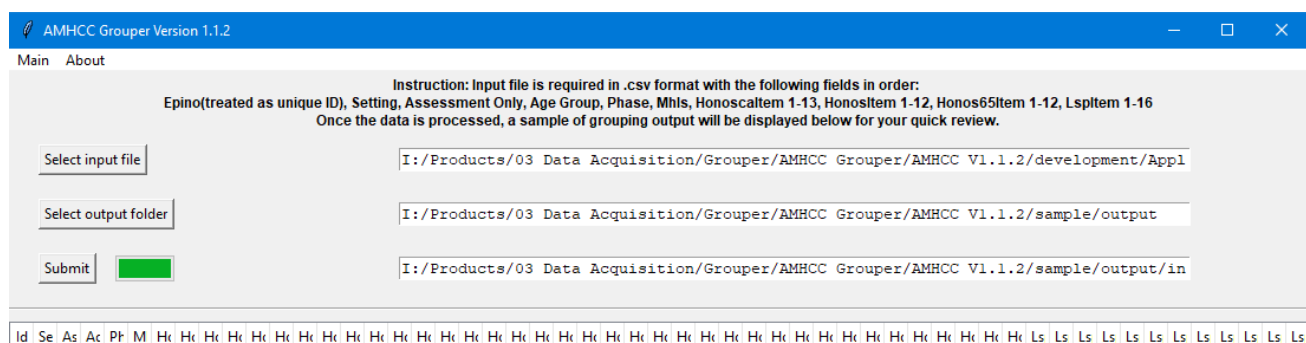 AMHCC Grouper Version 1.1.2
Main About
Instruction: Input file is required in .csv format with the following fields in order:
Epino(treated as unique ID), Setting, Assessment Only, Age Group, Phase, Mhls, HonoscaItem 1-13, HonosItem 1-12, Honos65Item 1-12, LspItem 1-16
Once the data is processed, a sample of grouping output will be displayed below for your quick review.
Select input file I:/Products/03 Data Acquisition/Grouper/AMHCC Grouper/AMHCC V1.1.2/development/Appl
Select output folder I:/Products/03 Data Acquisition/Grouper/AMHCC Grouper/AMHCC V1.1.2/sample/output
Submit I:/Products/03 Data Acquisition/Grouper/AMHCC Grouper/AMHCC V1.1.2/sample/output/in
Id Se As Ac Pr M Hc Hc Hc Hc Hc Hc Hc Hc Hc Hc Hc Hc Hc Hc Hc Hc Hc Hc Hc Hc Hc Hc Hc Hc Hc Hc Hc Hc Hc Hc Hc Hc Hc Hc Hc Hc Hc Ls Ls Ls Ls Ls Ls Ls Ls Ls Ls Ls Ls